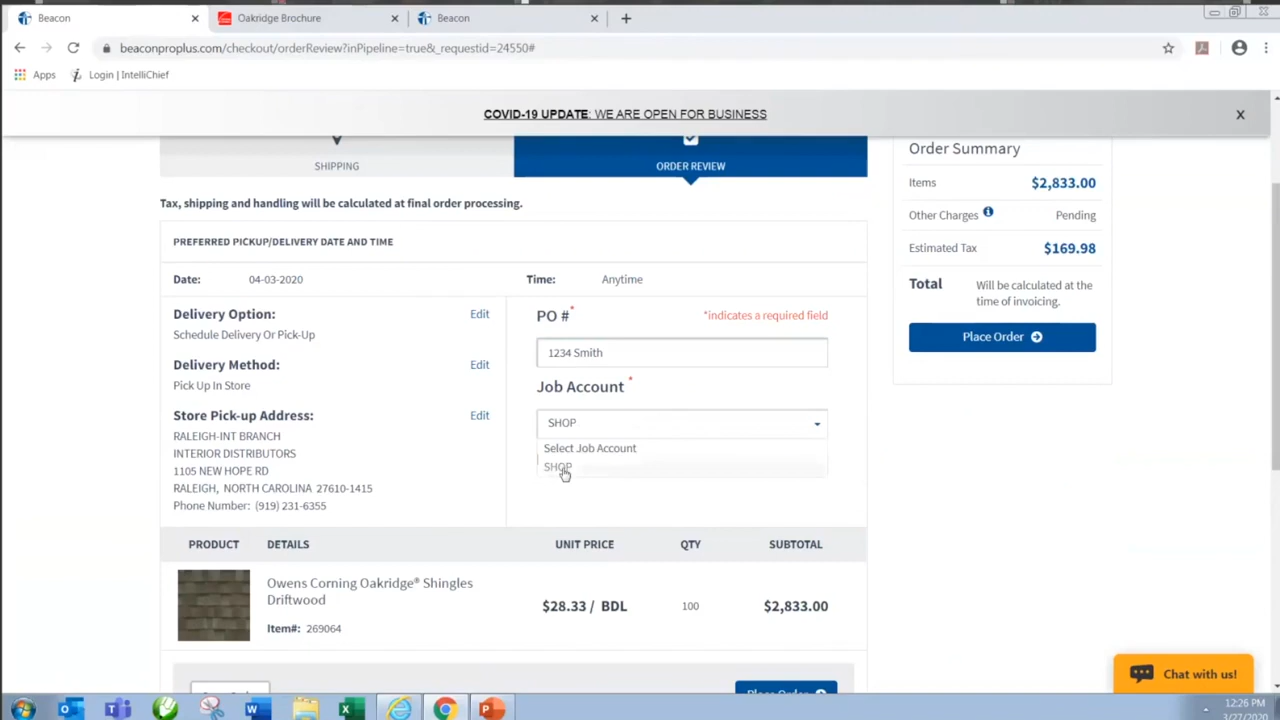 Beacon
Oakridge Brochure
Beacon
beaconproplus.com/checkout/orderReview?inPipeline=true&_requestid=24550#
Apps
Login | IntelliChief
COVID-19 UPDATE: WE ARE OPEN FOR BUSINESS
X
SHIPPING
ORDER REVIEW
Tax, shipping and handling will be calculated at final order processing.
PREFERRED PICKUP/DELIVERY DATE AND TIME
Date: 04-03-2020
Time: Anytime
Delivery Option: Edit
Schedule Delivery Or Pick-Up
Delivery Method: Edit
Pick Up In Store
Store Pick-up Address: Edit
RALEIGH-INT BRANCH
INTERIOR DISTRIBUTORS
1105 NEW HOPE RD
RALEIGH, NORTH CAROLINA 27610-1415
Phone Number: (919) 231-6355
PO #*
*indicates a required field
1234 Smith
Job Account *
SHOP
Select Job Account
SHOP
PRODUCT DETAILS UNIT PRICE QTY SUBTOTAL
Owens Corning Oakridge® Shingles
Driftwood
Item#: 269064
$28.33 / BDL 100 $2,833.00
Place Order
Order Summary
Items $2,833.00
Other Charges Pending
Estimated Tax $169.98
Total Will be calculated at the
time of invoicing.
Place Order
Chat with us!
12:26 PM
3/27/2020